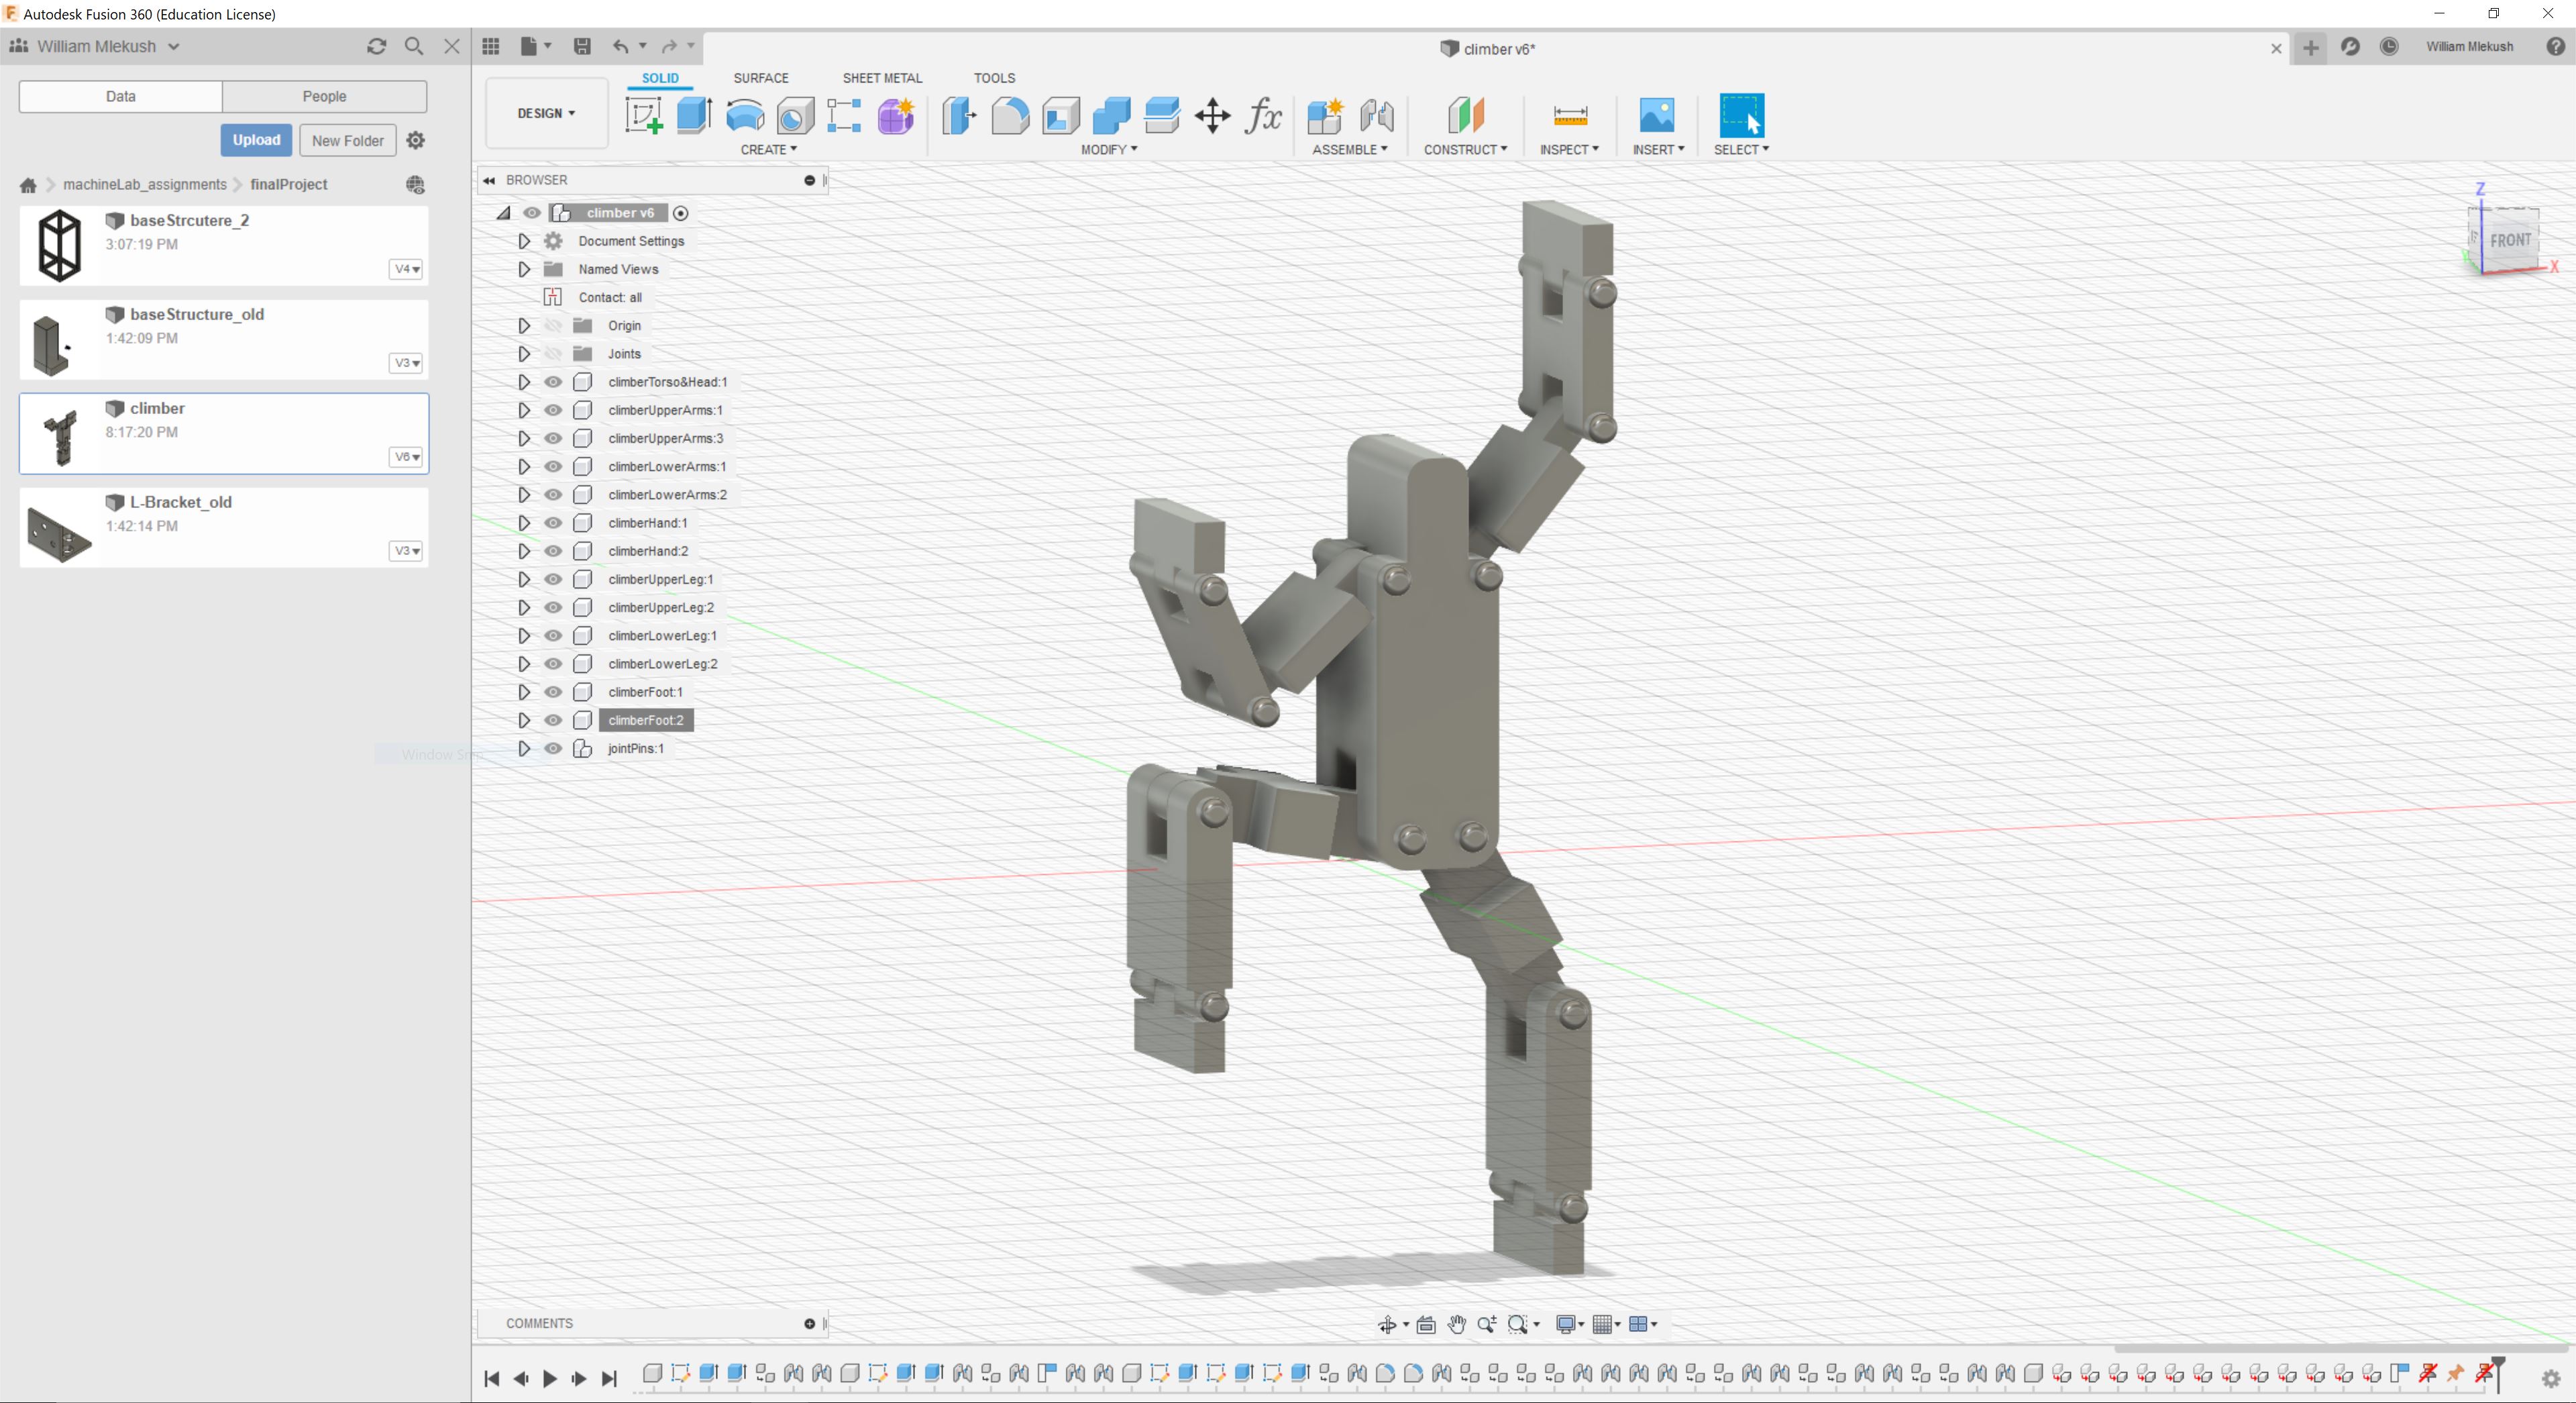 Autodesk Fusion 360 (Education License)
William Mlekush
climber v6*
William Mlekush
Data
People
Upload
New Folder
machineLab_assignments
finalProject
baseStrcutere_2
3:07:19 PM
V4
baseStructure_old
1:42:09 PM
V3
climber
8:17:20 PM
V6
L-Bracket_old
1:42:14 PM
V3
SOLID
SURFACE
SHEET METAL
TOOLS
DESIGN
CREATE
MODIFY
ASSEMBLE
CONSTRUCT
INSPECT
INSERT
SELECT
BROWSER
climber v6
Document Settings
Named Views
Contact: all
Origin
Joints
climberTorso&Head:1
climberUpperArms:1
climberUpperArms:3
climberLowerArms:1
climberLowerArms:2
climberHand:1
climberHand:2
climberUpperLeg:1
climberUpperLeg:2
climberLowerLeg:1
climberLowerLeg:2
climberFoot:1
climberFoot:2
jointPins:1
Window Snip
Z
FRONT
X
COMMENTS